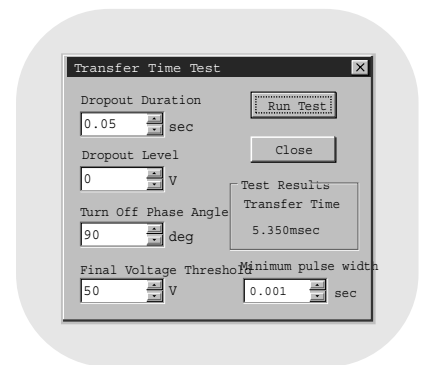 Transfer Time Test
Dropout Duration
0.05 sec
Run Test
Dropout Level
0 V
Close
Turn Off Phase Angle
90 deg
Test Results
Transfer Time
5.350msec
Final Voltage Threshold
50 V
Minimum pulse width
0.001 sec